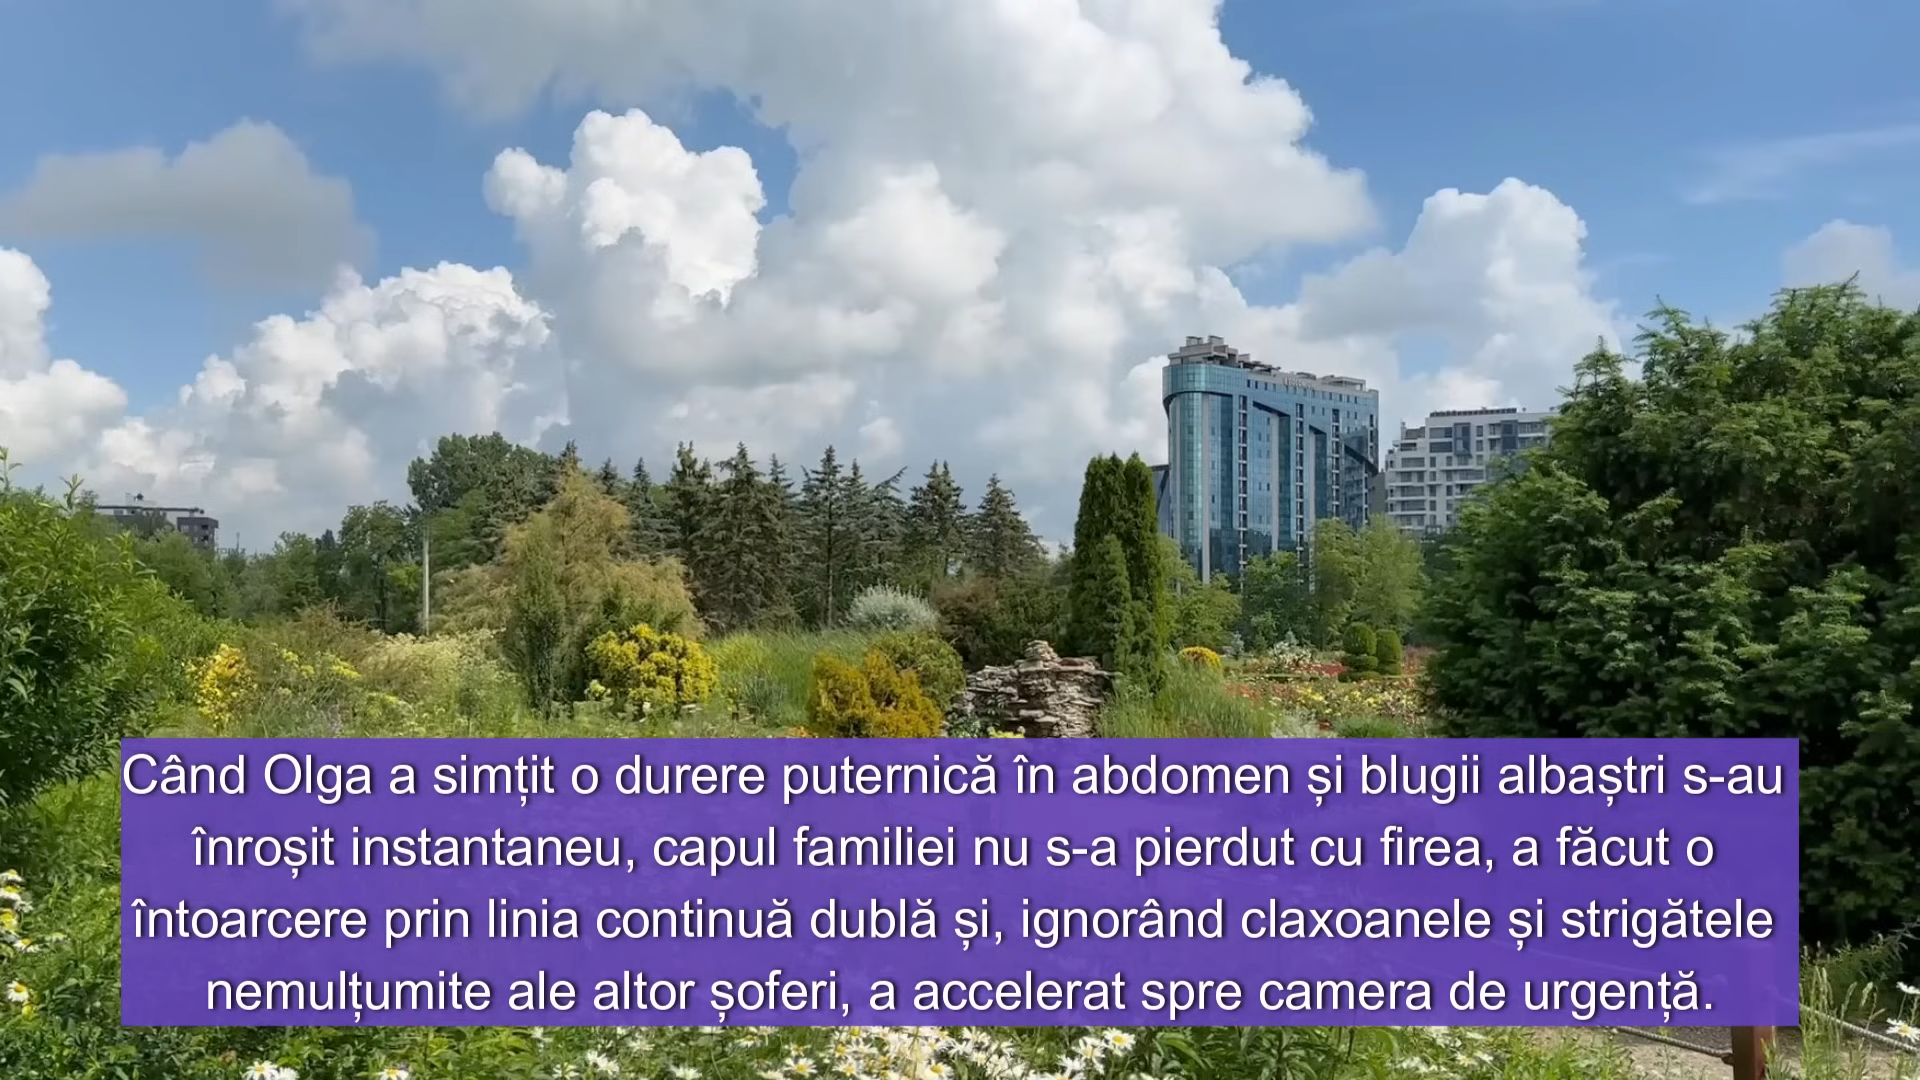 Când Olga a simțit o durere puternică în abdomen și blugii albaștri s-au
înroșit instantaneu, capul familiei nu s-a pierdut cu firea, a făcut o
întoarcere prin linia continuă dublă și, ignorând claxoanele și strigătele
nemulțumite ale altor șoferi, a accelerat spre camera de urgență.